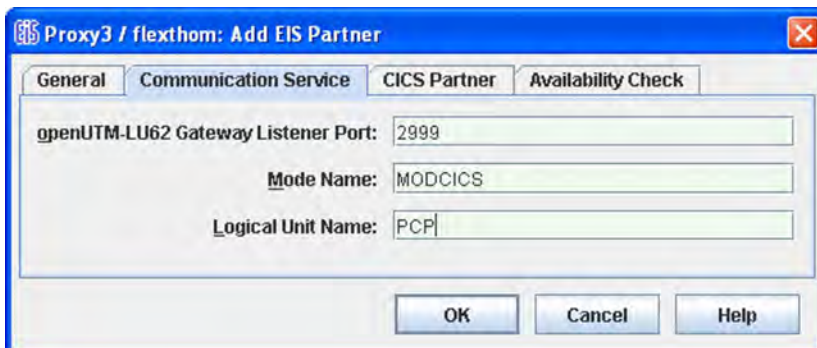 EIS Proxy3 / flexthom: Add EIS Partner
General Communication Service CICS Partner Availability Check
openUTM-LU62 Gateway Listener Port: 2999
Mode Name: MODCICS
Logical Unit Name: PCP
OK Cancel Help